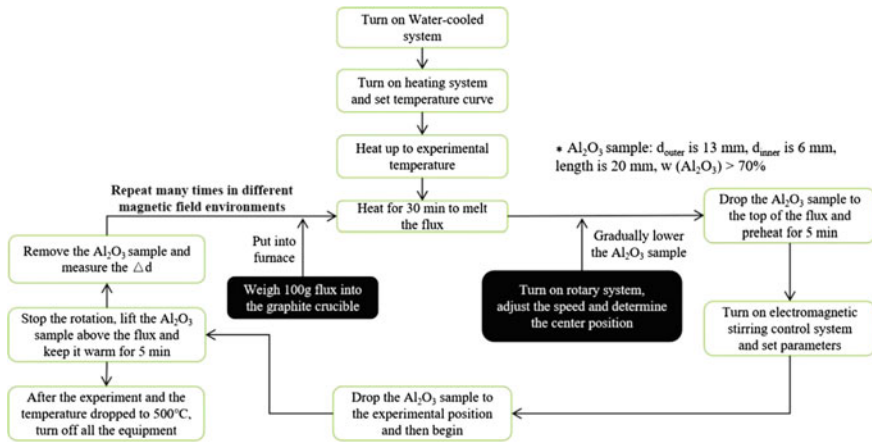 Turn on Water-cooled
system
Turn on heating system
and set temperature curve
Heat up to experimental
temperature
* Al₂O₃ sample: d_outer is 13 mm, d_inner is 6 mm,
length is 20 mm, w (Al₂O₃) > 70%
Repeat many times in different
magnetic field environments
Heat for 30 min to melt
the flux
Drop the Al₂O₃ sample to
the top of the flux and
preheat for 5 min
Put into
furnace
Gradually lower
the Al₂O₃ sample
Remove the Al₂O₃ sample and
measure the △d
Weigh 100g flux into
the graphite crucible
Turn on rotary system,
adjust the speed and determine
the center position
Stop the rotation, lift the Al₂O₃
sample above the flux and
keep it warm for 5 min
Turn on electromagnetic
stirring control system
and set parameters
After the experiment and the
temperature dropped to 500°C,
turn off all the equipment
Drop the Al₂O₃ sample to
the experimental position
and then begin